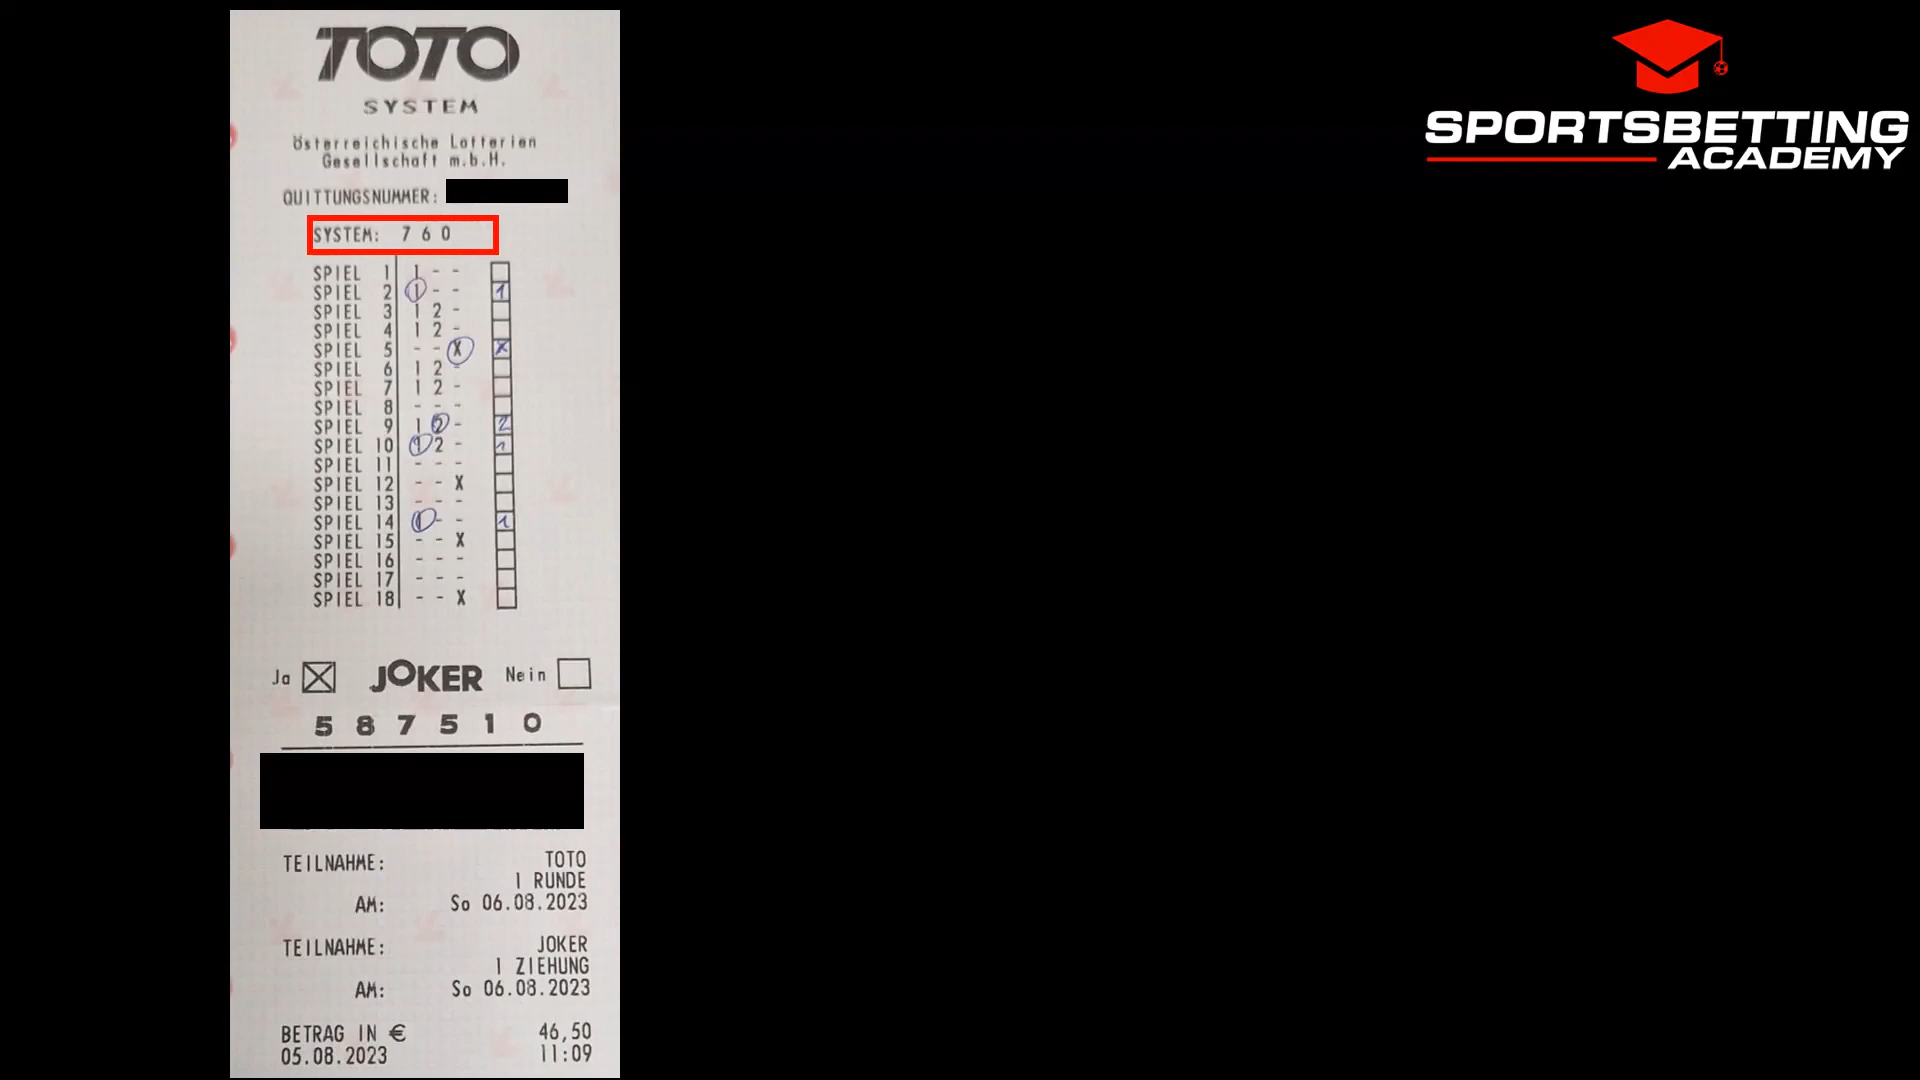 TOTO
SYSTEM
Österreichische Lotterien
Gesellschaft m.b.H.
QUITTUNGSNUMMER:
SYSTEM: 7 6 0
SPIEL 1 1 - -
SPIEL 2 1 - - 1
SPIEL 3 1 2 -
SPIEL 4 1 2 -
SPIEL 5 - - X X
SPIEL 6 1 2 -
SPIEL 7 1 2 -
SPIEL 8 - - -
SPIEL 9 1 2 - 2
SPIEL 10 1 2 - 1
SPIEL 11 - - -
SPIEL 12 - - X
SPIEL 13 - - -
SPIEL 14 1 - - 1
SPIEL 15 - - X
SPIEL 16 - - -
SPIEL 17 - - -
SPIEL 18 - - X
Ja JOKER Nein
5 8 7 5 1 0
TEILNAHME: TOTO
1 RUNDE
AM: So 06.08.2023
TEILNAHME: JOKER
1 ZIEHUNG
AM: So 06.08.2023
BETRAG IN € 46,50
05.08.2023 11:09
SPORTSBETTING
ACADEMY